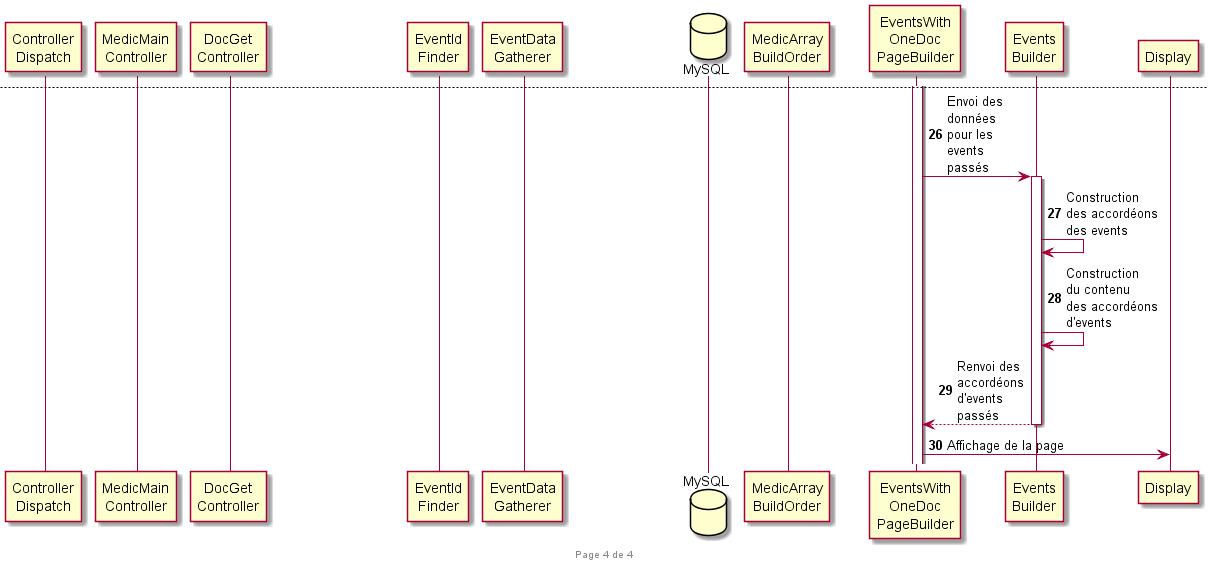 Controller
Dispatch
MedicMain
Controller
DocGet
Controller
EventId
Finder
EventData
Gatherer
MySQL
MedicArray
BuildOrder
EventsWith
OneDoc
PageBuilder
Events
Builder
Display
26 Envoi des
données
pour les
events
passés
27 Construction
des accordéons
des events
28 Construction
du contenu
des accordéons
d'events
29 Renvoi des
accordéons
d'events
passés
30 Affichage de la page
Controller
Dispatch
MedicMain
Controller
DocGet
Controller
EventId
Finder
EventData
Gatherer
MySQL
MedicArray
BuildOrder
EventsWith
OneDoc
PageBuilder
Events
Builder
Display
Page 4 de 4